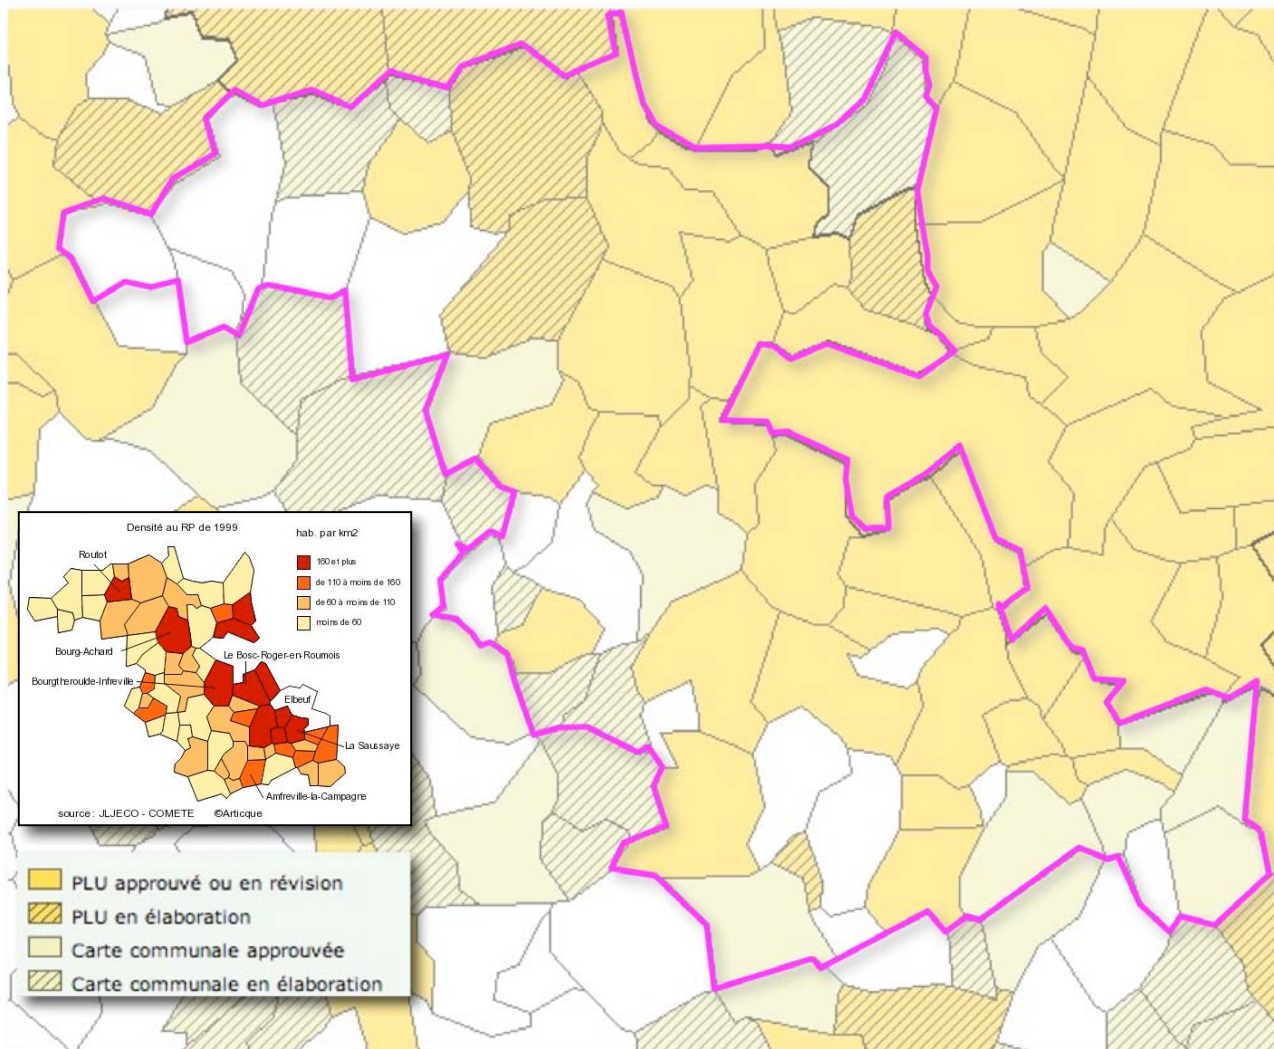 Densité au RP de 1999
hab. par km2
Routot
160 et plus
de 110 à moins de 160
de 60 à moins de 110
moins de 60
Bourg-Achard
Le Bosc-Roger-en-Roumois
Bourgtheroulde-Infreville
Elbeuf
La Saussaye
Amfreville-la-Campagne
source : JLJECO - COMETE ©Articque
PLU approuvé ou en révision
PLU en élaboration
Carte communale approuvée
Carte communale en élaboration